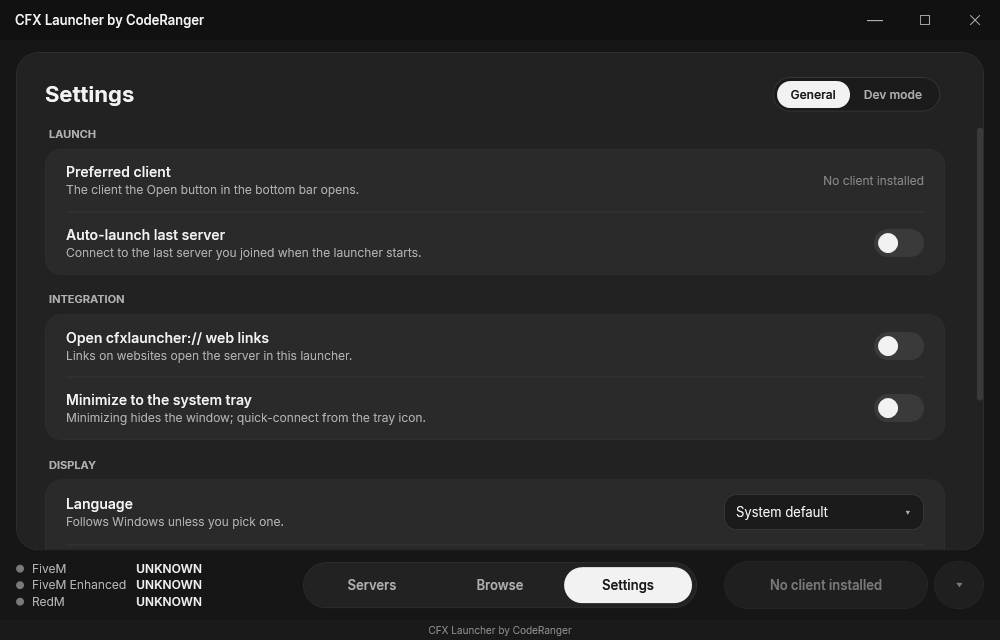 CFX Launcher by CodeRanger
Settings
General
Dev mode
LAUNCH
Preferred client
The client the Open button in the bottom bar opens.
No client installed
Auto-launch last server
Connect to the last server you joined when the launcher starts.
INTEGRATION
Open cfxlauncher:// web links
Links on websites open the server in this launcher.
Minimize to the system tray
Minimizing hides the window; quick-connect from the tray icon.
DISPLAY
Language
Follows Windows unless you pick one.
System default
FiveM UNKNOWN
FiveM Enhanced UNKNOWN
RedM UNKNOWN
Servers
Browse
Settings
No client installed
CFX Launcher by CodeRanger